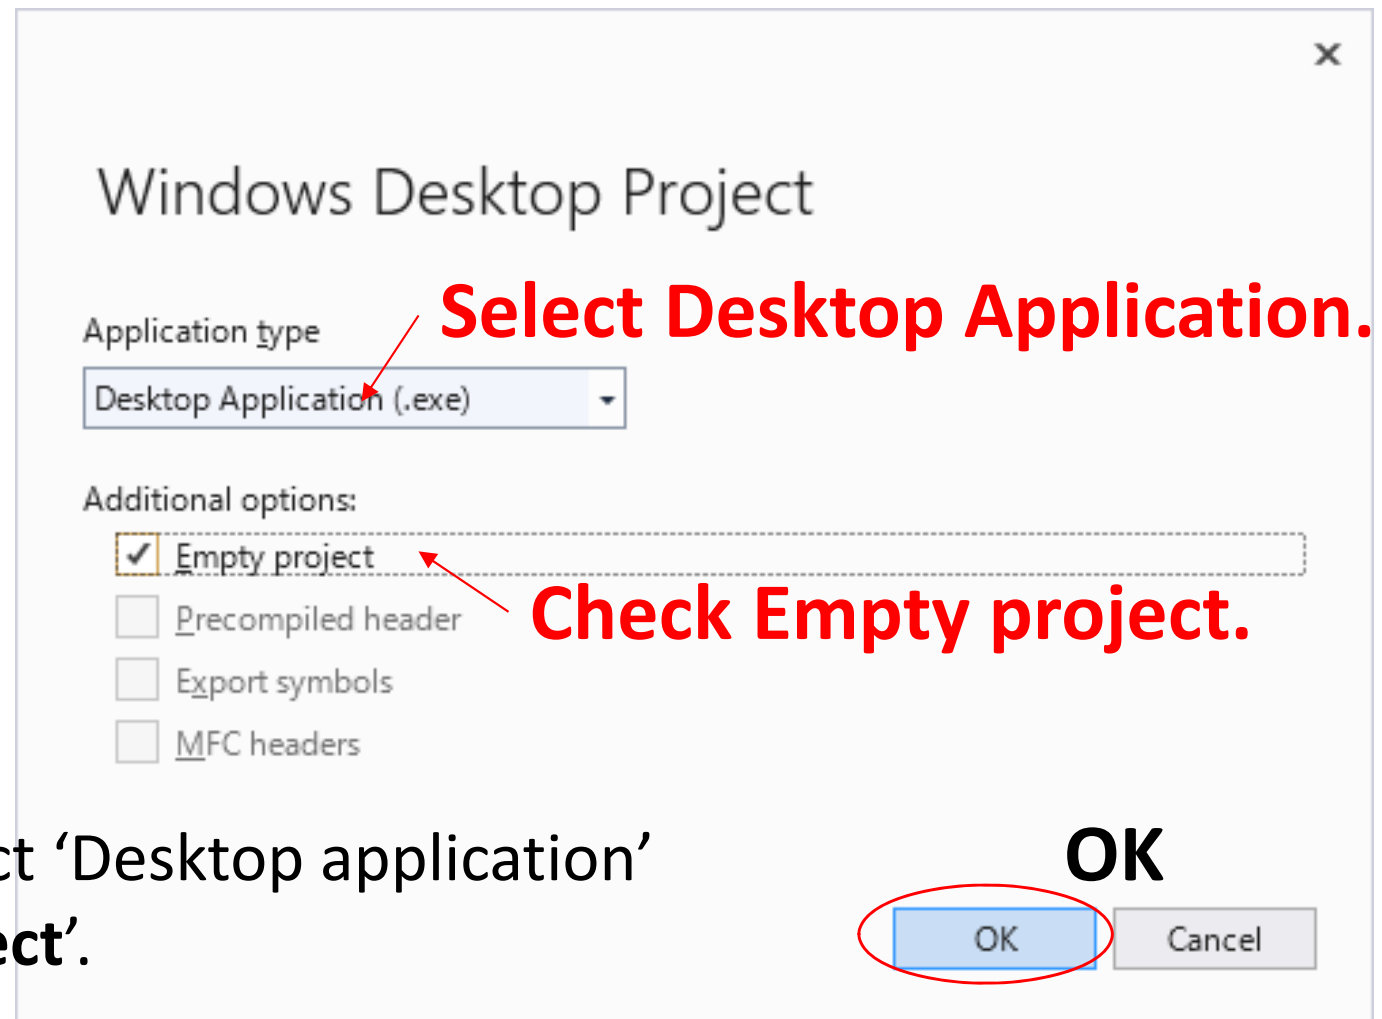 Windows Desktop Project
Select Desktop Application.
Application type
Desktop Application (.exe)
Additional options:
Empty project
Check Empty project.
Precompiled header
Export symbols
MFC headers
ct ‘Desktop application’
OK
ect’.
OK
Cancel